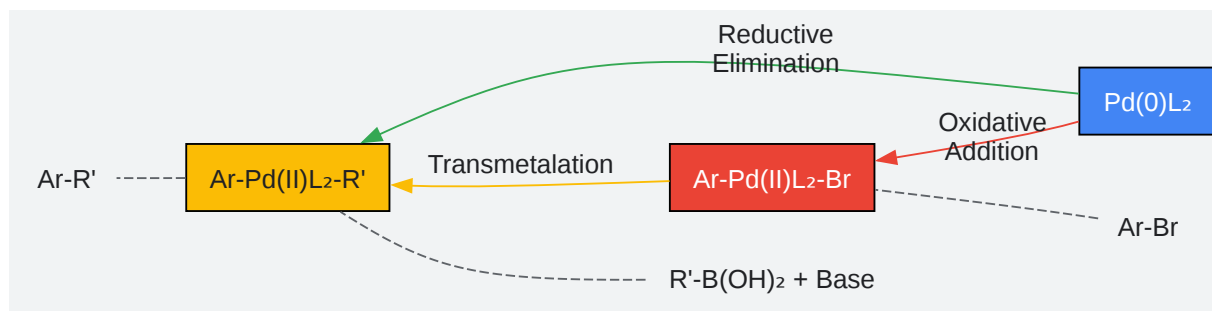 Reductive
Elimination
Pd(0)L₂
Oxidative
Addition
Transmetalation
Ar-R'
Ar-Pd(II)L₂-R'
Ar-Pd(II)L₂-Br
Ar-Br
R'-B(OH)₂ + Base